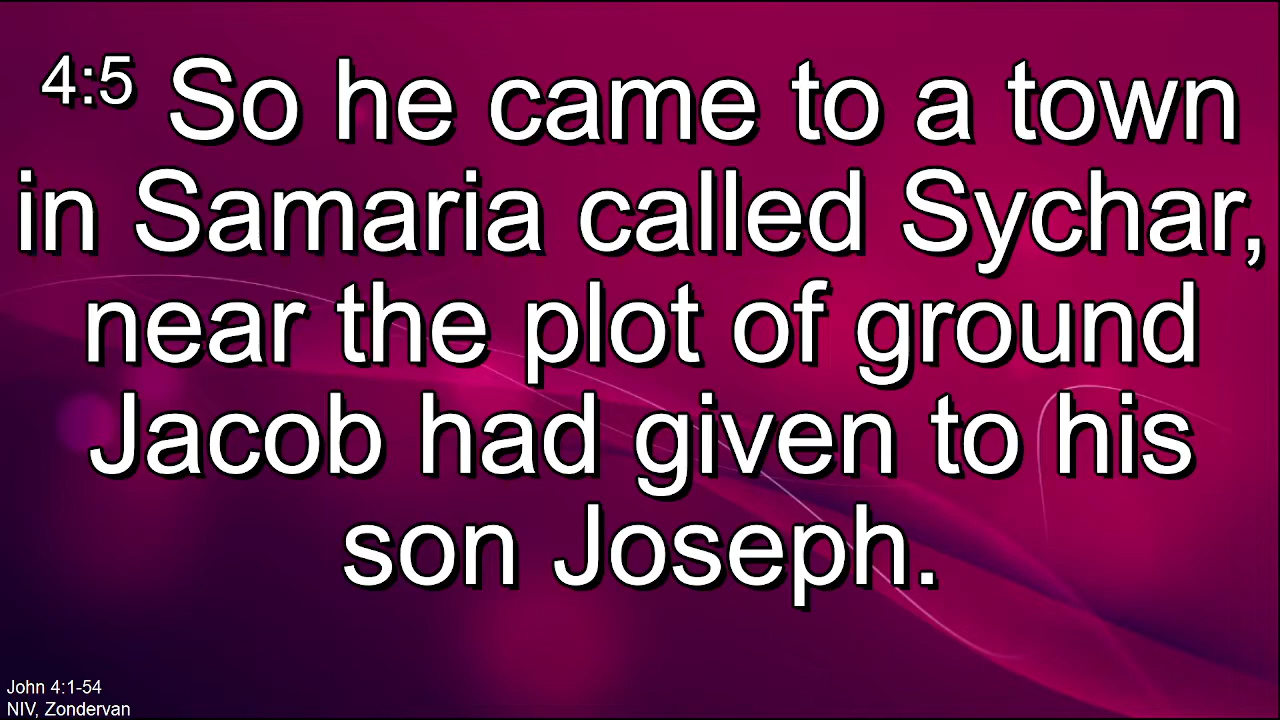 4:5 So he came to a town
in Samaria called Sychar,
near the plot of ground
Jacob had given to his
son Joseph.
John 4:1-54
NIV, Zondervan